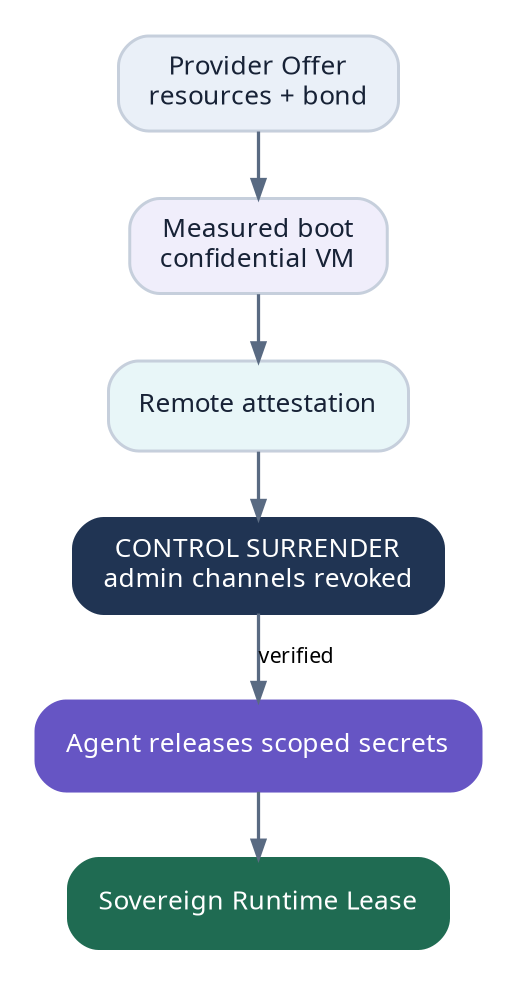 Provider Offer
resources + bond
Measured boot
confidential VM
Remote attestation
CONTROL SURRENDER
admin channels revoked
verified
Agent releases scoped secrets
Sovereign Runtime Lease